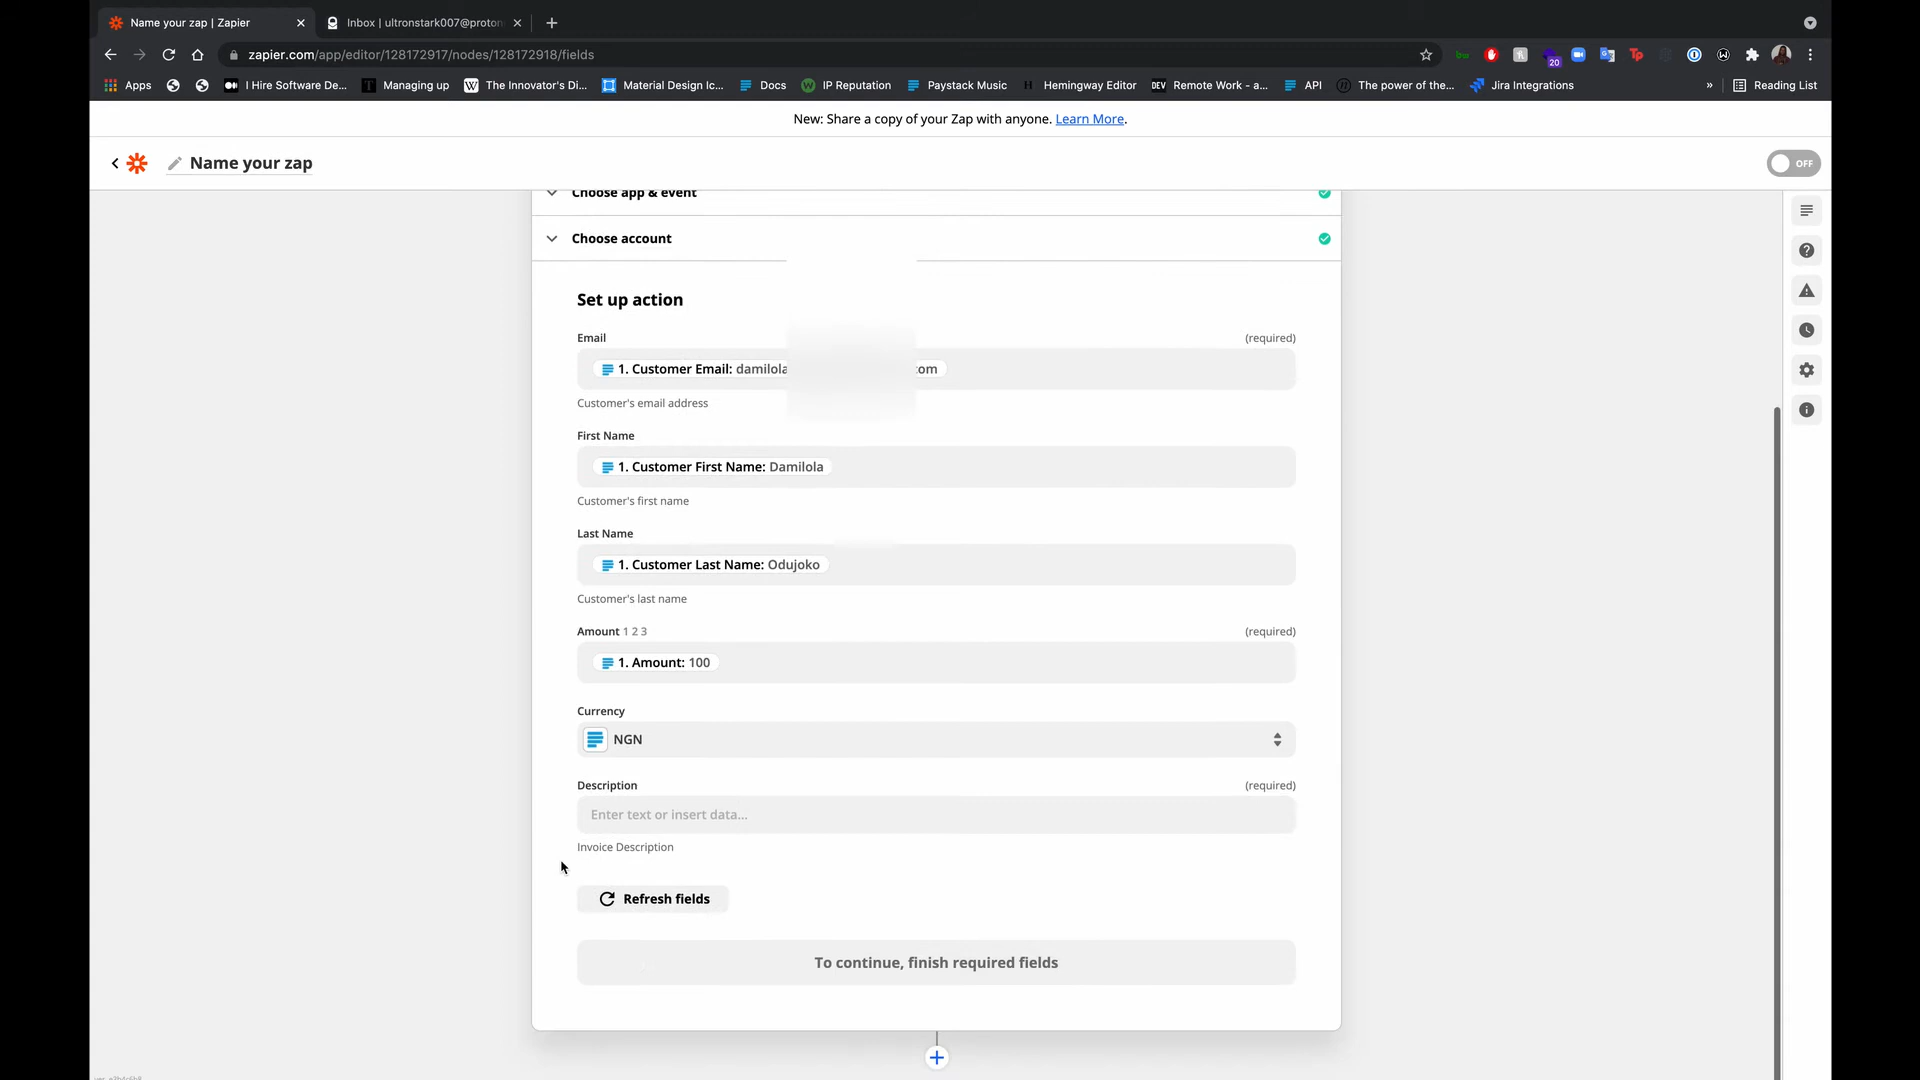 Name your zap | Zapier
Inbox | ultronstark007@proton
zapier.com/app/editor/128172917/nodes/128172918/fields
20
Apps
I Hire Software De...
Managing up
The Innovator's Di...
Material Design Ic...
Docs
IP Reputation
Paystack Music
Hemingway Editor
Remote Work - a...
API
The power of the...
Jira Integrations
»
Reading List
New: Share a copy of your Zap with anyone. Learn More.
Name your zap
OFF
Choose app & event
Choose account
Set up action
Email
(required)
1. Customer Email: damilola
com
Customer's email address
First Name
1. Customer First Name: Damilola
Customer's first name
Last Name
1. Customer Last Name: Odujoko
Customer's last name
Amount 1 2 3
(required)
1. Amount: 100
Currency
NGN
Description
(required)
Enter text or insert data...
Invoice Description
Refresh fields
To continue, finish required fields